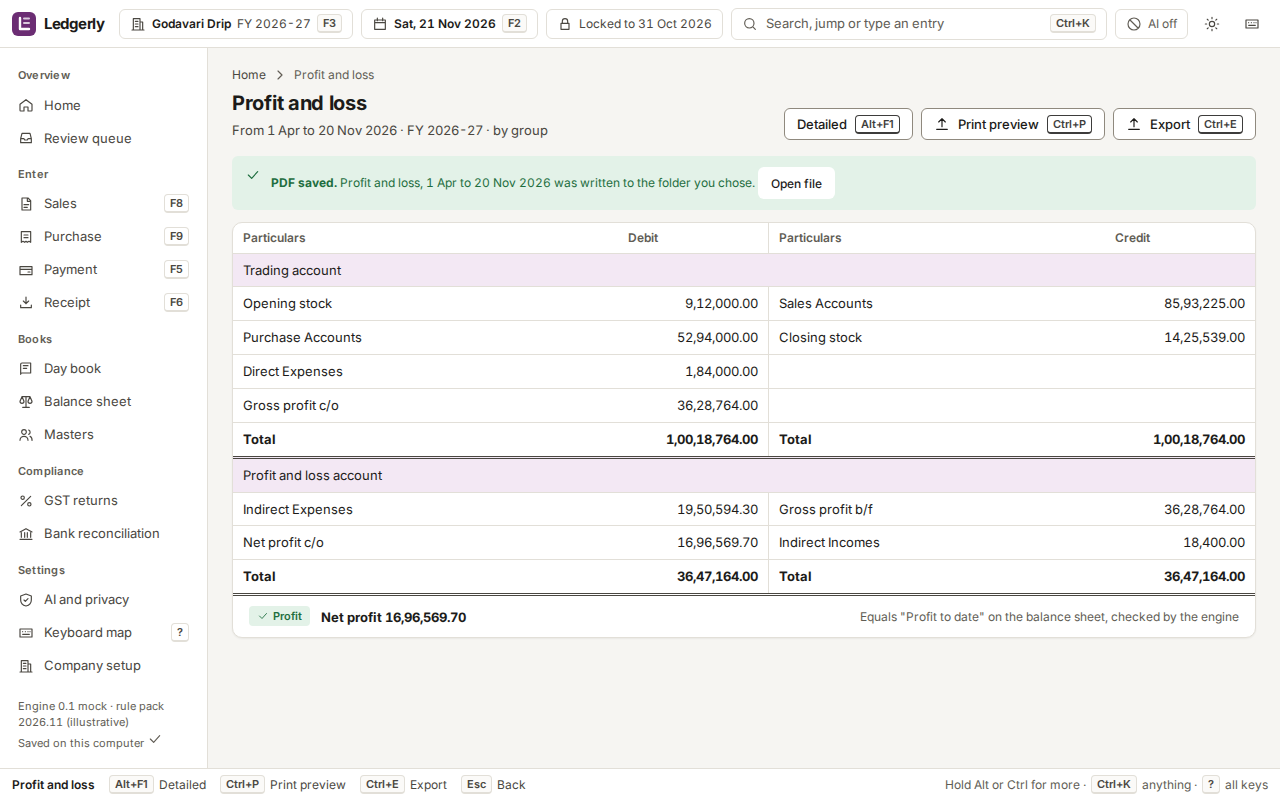 Ledgerly
Godavari Drip FY 2026-27 F3
Sat, 21 Nov 2026 F2
Locked to 31 Oct 2026
Search, jump or type an entry Ctrl+K
AI off
Overview
Home
Review queue
Enter
Sales F8
Purchase F9
Payment F5
Receipt F6
Books
Day book
Balance sheet
Masters
Compliance
GST returns
Bank reconciliation
Settings
AI and privacy
Keyboard map ?
Company setup
Engine 0.1 mock · rule pack
2026.11 (illustrative)
Saved on this computer
Home Profit and loss
Profit and loss
From 1 Apr to 20 Nov 2026 · FY 2026-27 · by group
Detailed Alt+F1
Print preview Ctrl+P
Export Ctrl+E
PDF saved. Profit and loss, 1 Apr to 20 Nov 2026 was written to the folder you chose. Open file
Particulars Debit Particulars Credit
Trading account
Opening stock 9,12,000.00 Sales Accounts 85,93,225.00
Purchase Accounts 52,94,000.00 Closing stock 14,25,539.00
Direct Expenses 1,84,000.00
Gross profit c/o 36,28,764.00
Total 1,00,18,764.00 Total 1,00,18,764.00
Profit and loss account
Indirect Expenses 19,50,594.30 Gross profit b/f 36,28,764.00
Net profit c/o 16,96,569.70 Indirect Incomes 18,400.00
Total 36,47,164.00 Total 36,47,164.00
Profit Net profit 16,96,569.70 Equals "Profit to date" on the balance sheet, checked by the engine
Profit and loss Alt+F1 Detailed Ctrl+P Print preview Ctrl+E Export Esc Back
Hold Alt or Ctrl for more · Ctrl+K anything · ? all keys